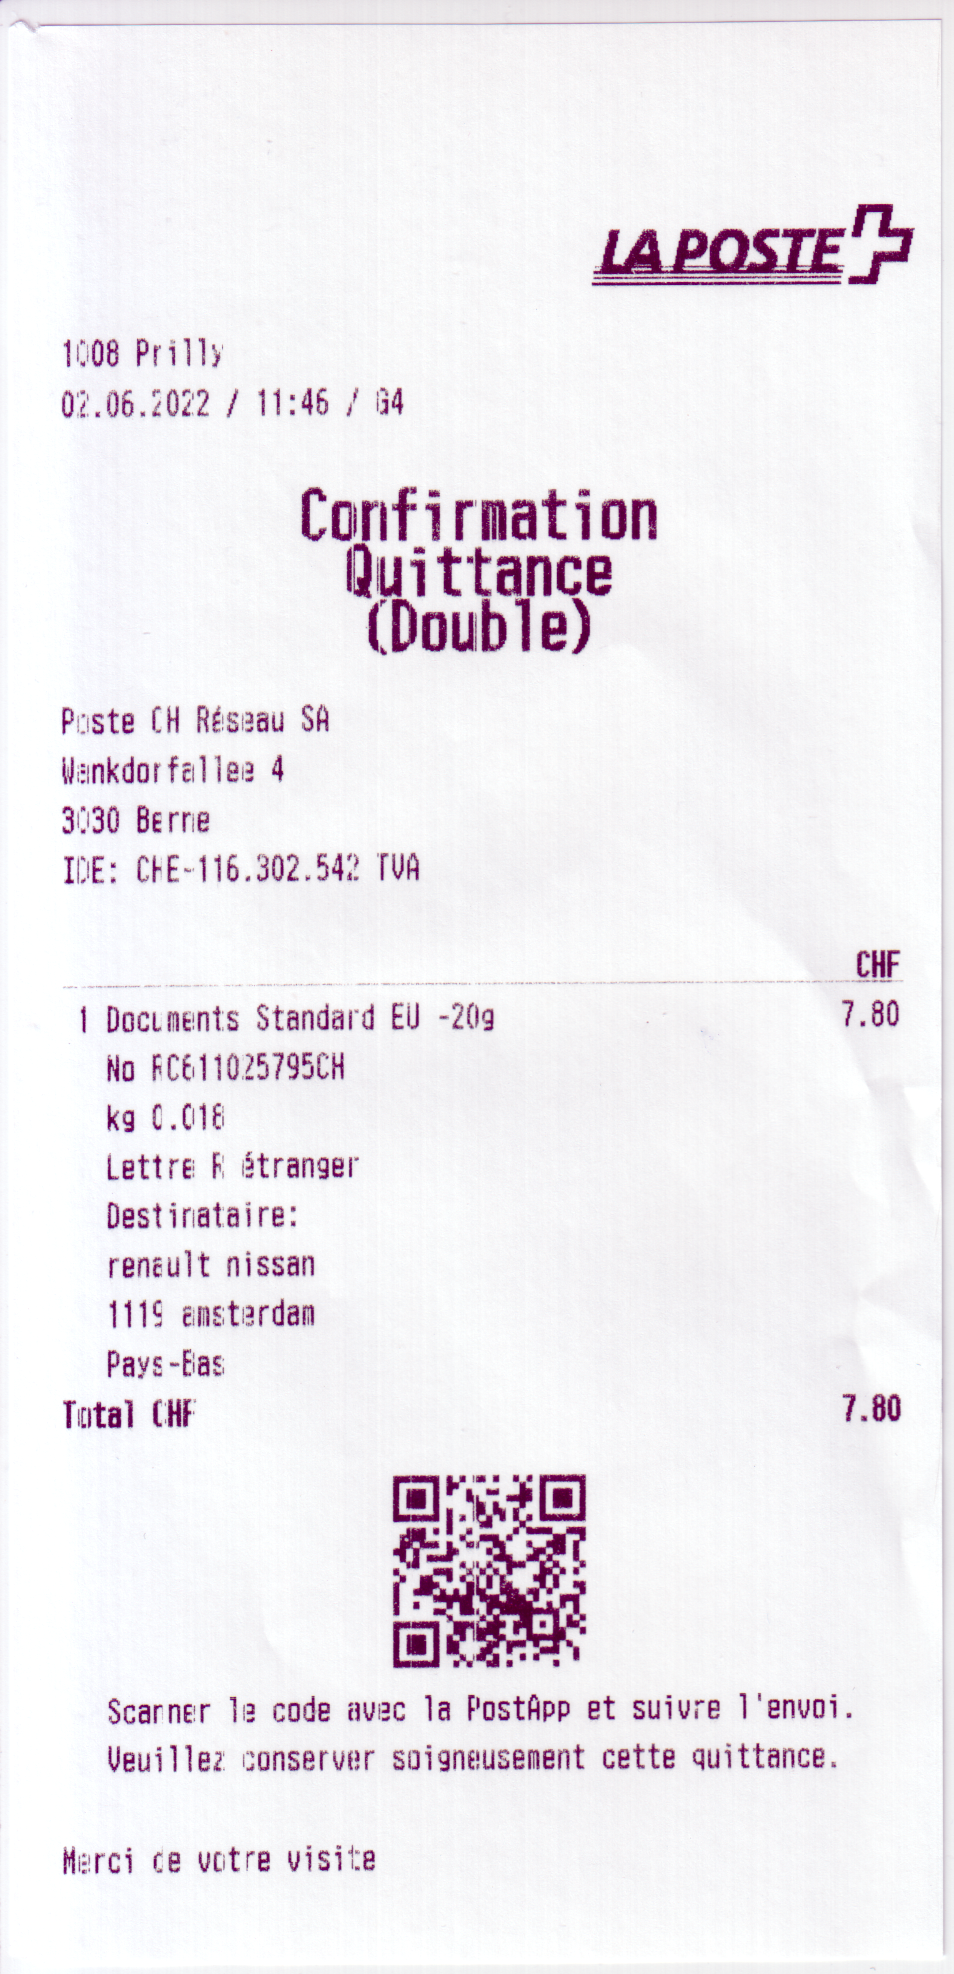 LA POSTE
1008 Prilly
02.06.2022 / 11:46 / G4
Confirmation
Quittance
(Double)
Poste CH Réseau SA
Wankdorfallee 4
3030 Berne
IDE: CHE-116.302.542 TVA
CHF
1 Documents Standard EU -20g 7.80
No RC611025795CH
kg 0.018
Lettre R étranger
Destinataire:
renault nissan
1119 amsterdam
Pays-Bas
Total CHF 7.80
Scanner le code avec la PostApp et suivre l'envoi.
Veuillez conserver soigneusement cette quittance.
Merci de votre visite